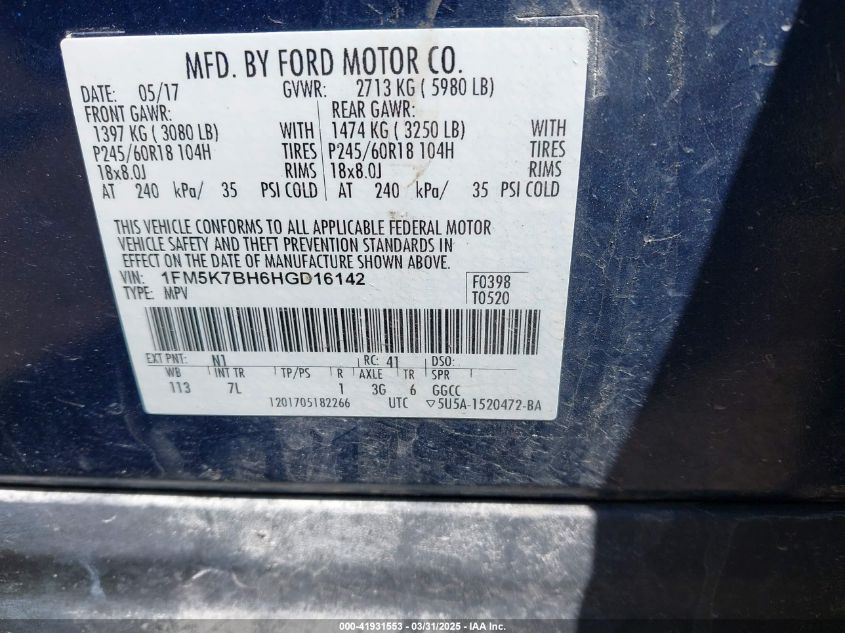 MFD. BY FORD MOTOR CO.
DATE: 05/17 GVWR: 2713 KG ( 5980 LB)
FRONT GAWR: REAR GAWR:
1397 KG ( 3080 LB) WITH 1474 KG ( 3250 LB) WITH
P245/60R18 104H TIRES P245/60R18 104H TIRES
18x8.0J RIMS 18x8.0J RIMS
AT 240 kPa/ 35 PSI COLD AT 240 kPa/ 35 PSI COLD
THIS VEHICLE CONFORMS TO ALL APPLICABLE FEDERAL MOTOR
VEHICLE SAFETY AND THEFT PREVENTION STANDARDS IN
EFFECT ON THE DATE OF MANUFACTURE SHOWN ABOVE.
VIN: 1FM5K7BH6HGD16142 F0398
TYPE: MPV T0520
EXT PNT: N1 RC: 41 DSO:
WB INT TR TP/PS R AXLE TR SPR
113 7L 1 3G 6 GGCC
1201705182266 UTC ▽5U5A-1520472-BA
000-41931553 — 03/31/2025 — IAA Inc.